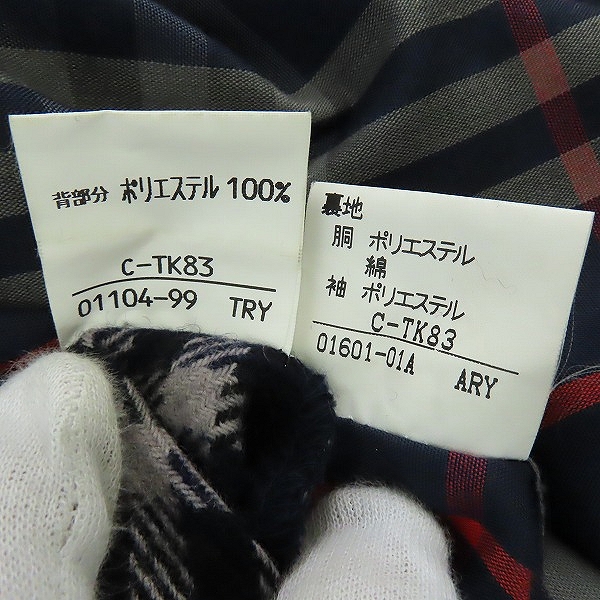 背部分 ポリエステル 100%
C-TK83
01104-99 TRY
裏地
胴 ポリエステル
綿
袖 ポリエステル
C-TK83
01601-01A ARY